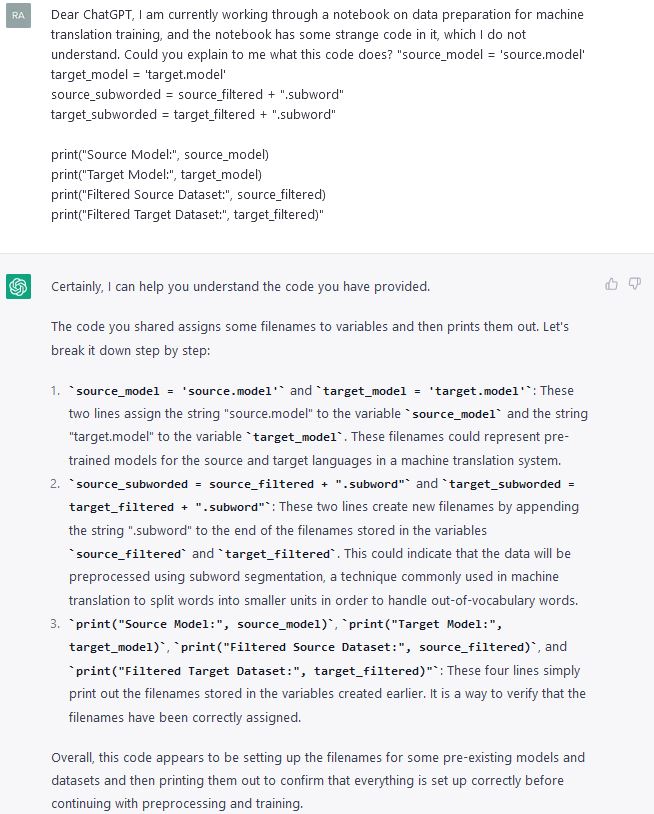 RA
Dear ChatGPT, I am currently working through a notebook on data preparation for machine
translation training, and the notebook has some strange code in it, which I do not
understand. Could you explain to me what this code does? "source_model = 'source.model'
target_model = 'target.model'
source_subworded = source_filtered + ".subword"
target_subworded = target_filtered + ".subword"
print("Source Model:", source_model)
print("Target Model:", target_model)
print("Filtered Source Dataset:", source_filtered)
print("Filtered Target Dataset:", target_filtered)"
Certainly, I can help you understand the code you have provided.
The code you shared assigns some filenames to variables and then prints them out. Let's
break it down step by step:
1. `source_model = 'source.model'` and `target_model = 'target.model'`: These
two lines assign the string "source.model" to the variable `source_model` and the string
"target.model" to the variable `target_model`. These filenames could represent pre-
trained models for the source and target languages in a machine translation system.
2. `source_subworded = source_filtered + ".subword"` and `target_subworded =
target_filtered + ".subword"`: These two lines create new filenames by appending
the string ".subword" to the end of the filenames stored in the variables
`source_filtered` and `target_filtered`. This could indicate that the data will be
preprocessed using subword segmentation, a technique commonly used in machine
translation to split words into smaller units in order to handle out-of-vocabulary words.
3. `print("Source Model:", source_model)`, `print("Target Model:",
target_model)`, `print("Filtered Source Dataset:", source_filtered)`, and
`print("Filtered Target Dataset:", target_filtered)"`: These four lines simply
print out the filenames stored in the variables created earlier. It is a way to verify that the
filenames have been correctly assigned.
Overall, this code appears to be setting up the filenames for some pre-existing models and
datasets and then printing them out to confirm that everything is set up correctly before
continuing with preprocessing and training.